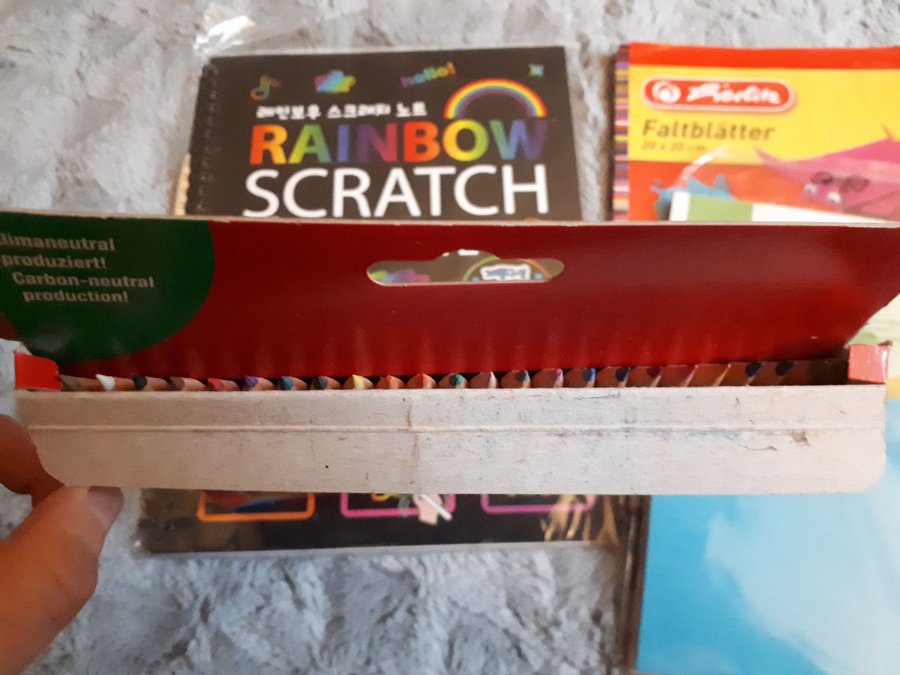 hello!
레인보우 스크래치 노트
RAINBOW
SCRATCH
Herlitz
Faltblätter
20 x 20 cm
klimaneutral
produziert!
Carbon-neutral
production!